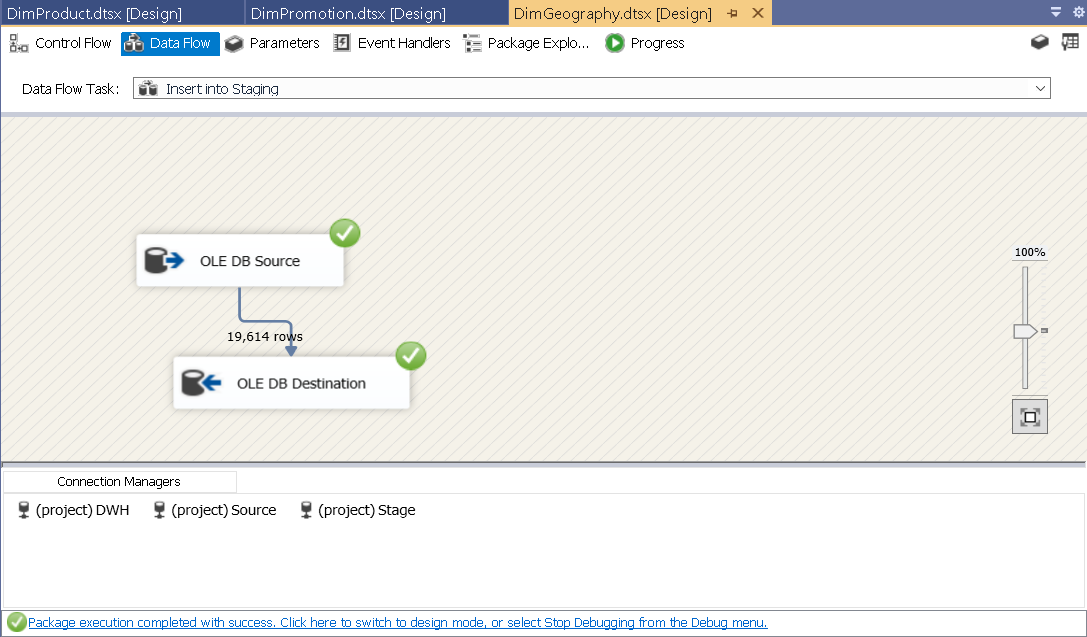 DimProduct.dtsx [Design] DimPromotion.dtsx [Design] DimGeography.dtsx [Design]
Control Flow Data Flow Parameters Event Handlers Package Explo... Progress
Data Flow Task: Insert into Staging
OLE DB Source
100%
19,614 rows
OLE DB Destination
Connection Managers
(project) DWH (project) Source (project) Stage
Package execution completed with success. Click here to switch to design mode, or select Stop Debugging from the Debug menu.